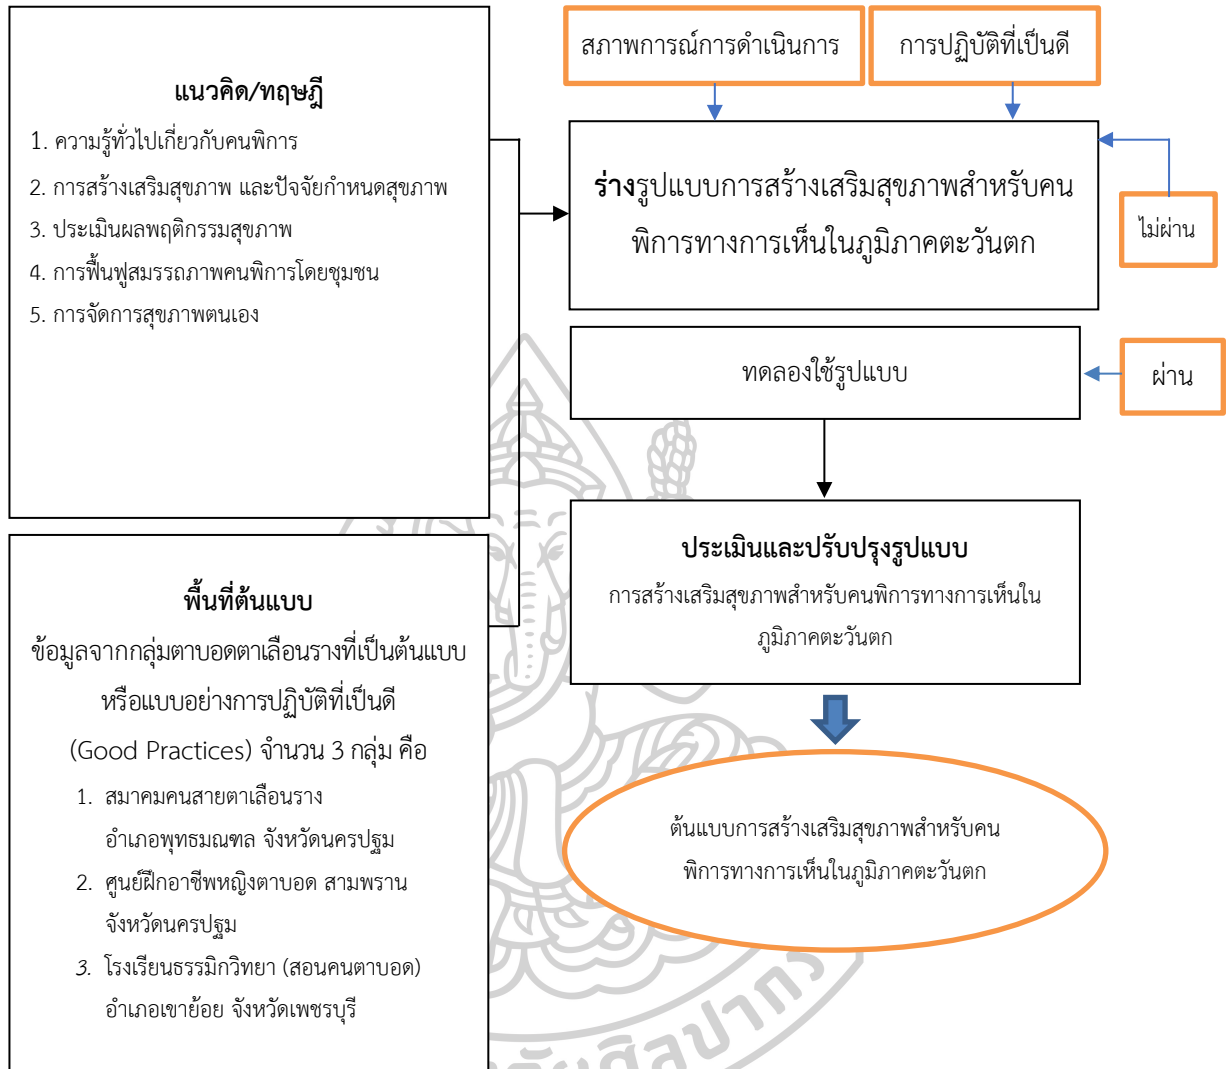 แนวคิด/ทฤษฎี
1. ความรู้ทั่วไปเกี่ยวกับคนพิการ
2. การสร้างเสริมสุขภาพ และปัจจัยกำหนดสุขภาพ
3. ประเมินผลพฤติกรรมสุขภาพ
4. การฟื้นฟูสมรรถภาพคนพิการโดยชุมชน
5. การจัดการสุขภาพตนเอง
พื้นที่ต้นแบบ
ข้อมูลจากกลุ่มตาบอดตาเลือนรางที่เป็นต้นแบบ
หรือแบบอย่างการปฏิบัติที่เป็นดี
(Good Practices) จำนวน 3 กลุ่ม คือ
1. สมาคมคนสายตาเลือนราง
อำเภอพุทธมณฑล จังหวัดนครปฐม
2. ศูนย์ฝึกอาชีพหญิงตาบอด สามพราน
จังหวัดนครปฐม
3. โรงเรียนธรรมิกวิทยา (สอนคนตาบอด)
อำเภอเขาย้อย จังหวัดเพชรบุรี
สภาพการณ์การดำเนินการ
การปฏิบัติที่เป็นดี
ร่างรูปแบบการสร้างเสริมสุขภาพสำหรับคน
พิการทางการเห็นในภูมิภาคตะวันตก
ไม่ผ่าน
ทดลองใช้รูปแบบ
ผ่าน
ประเมินและปรับปรุงรูปแบบ
การสร้างเสริมสุขภาพสำหรับคนพิการทางการเห็นใน
ภูมิภาคตะวันตก
ต้นแบบการสร้างเสริมสุขภาพสำหรับคน
พิการทางการเห็นในภูมิภาคตะวันตก